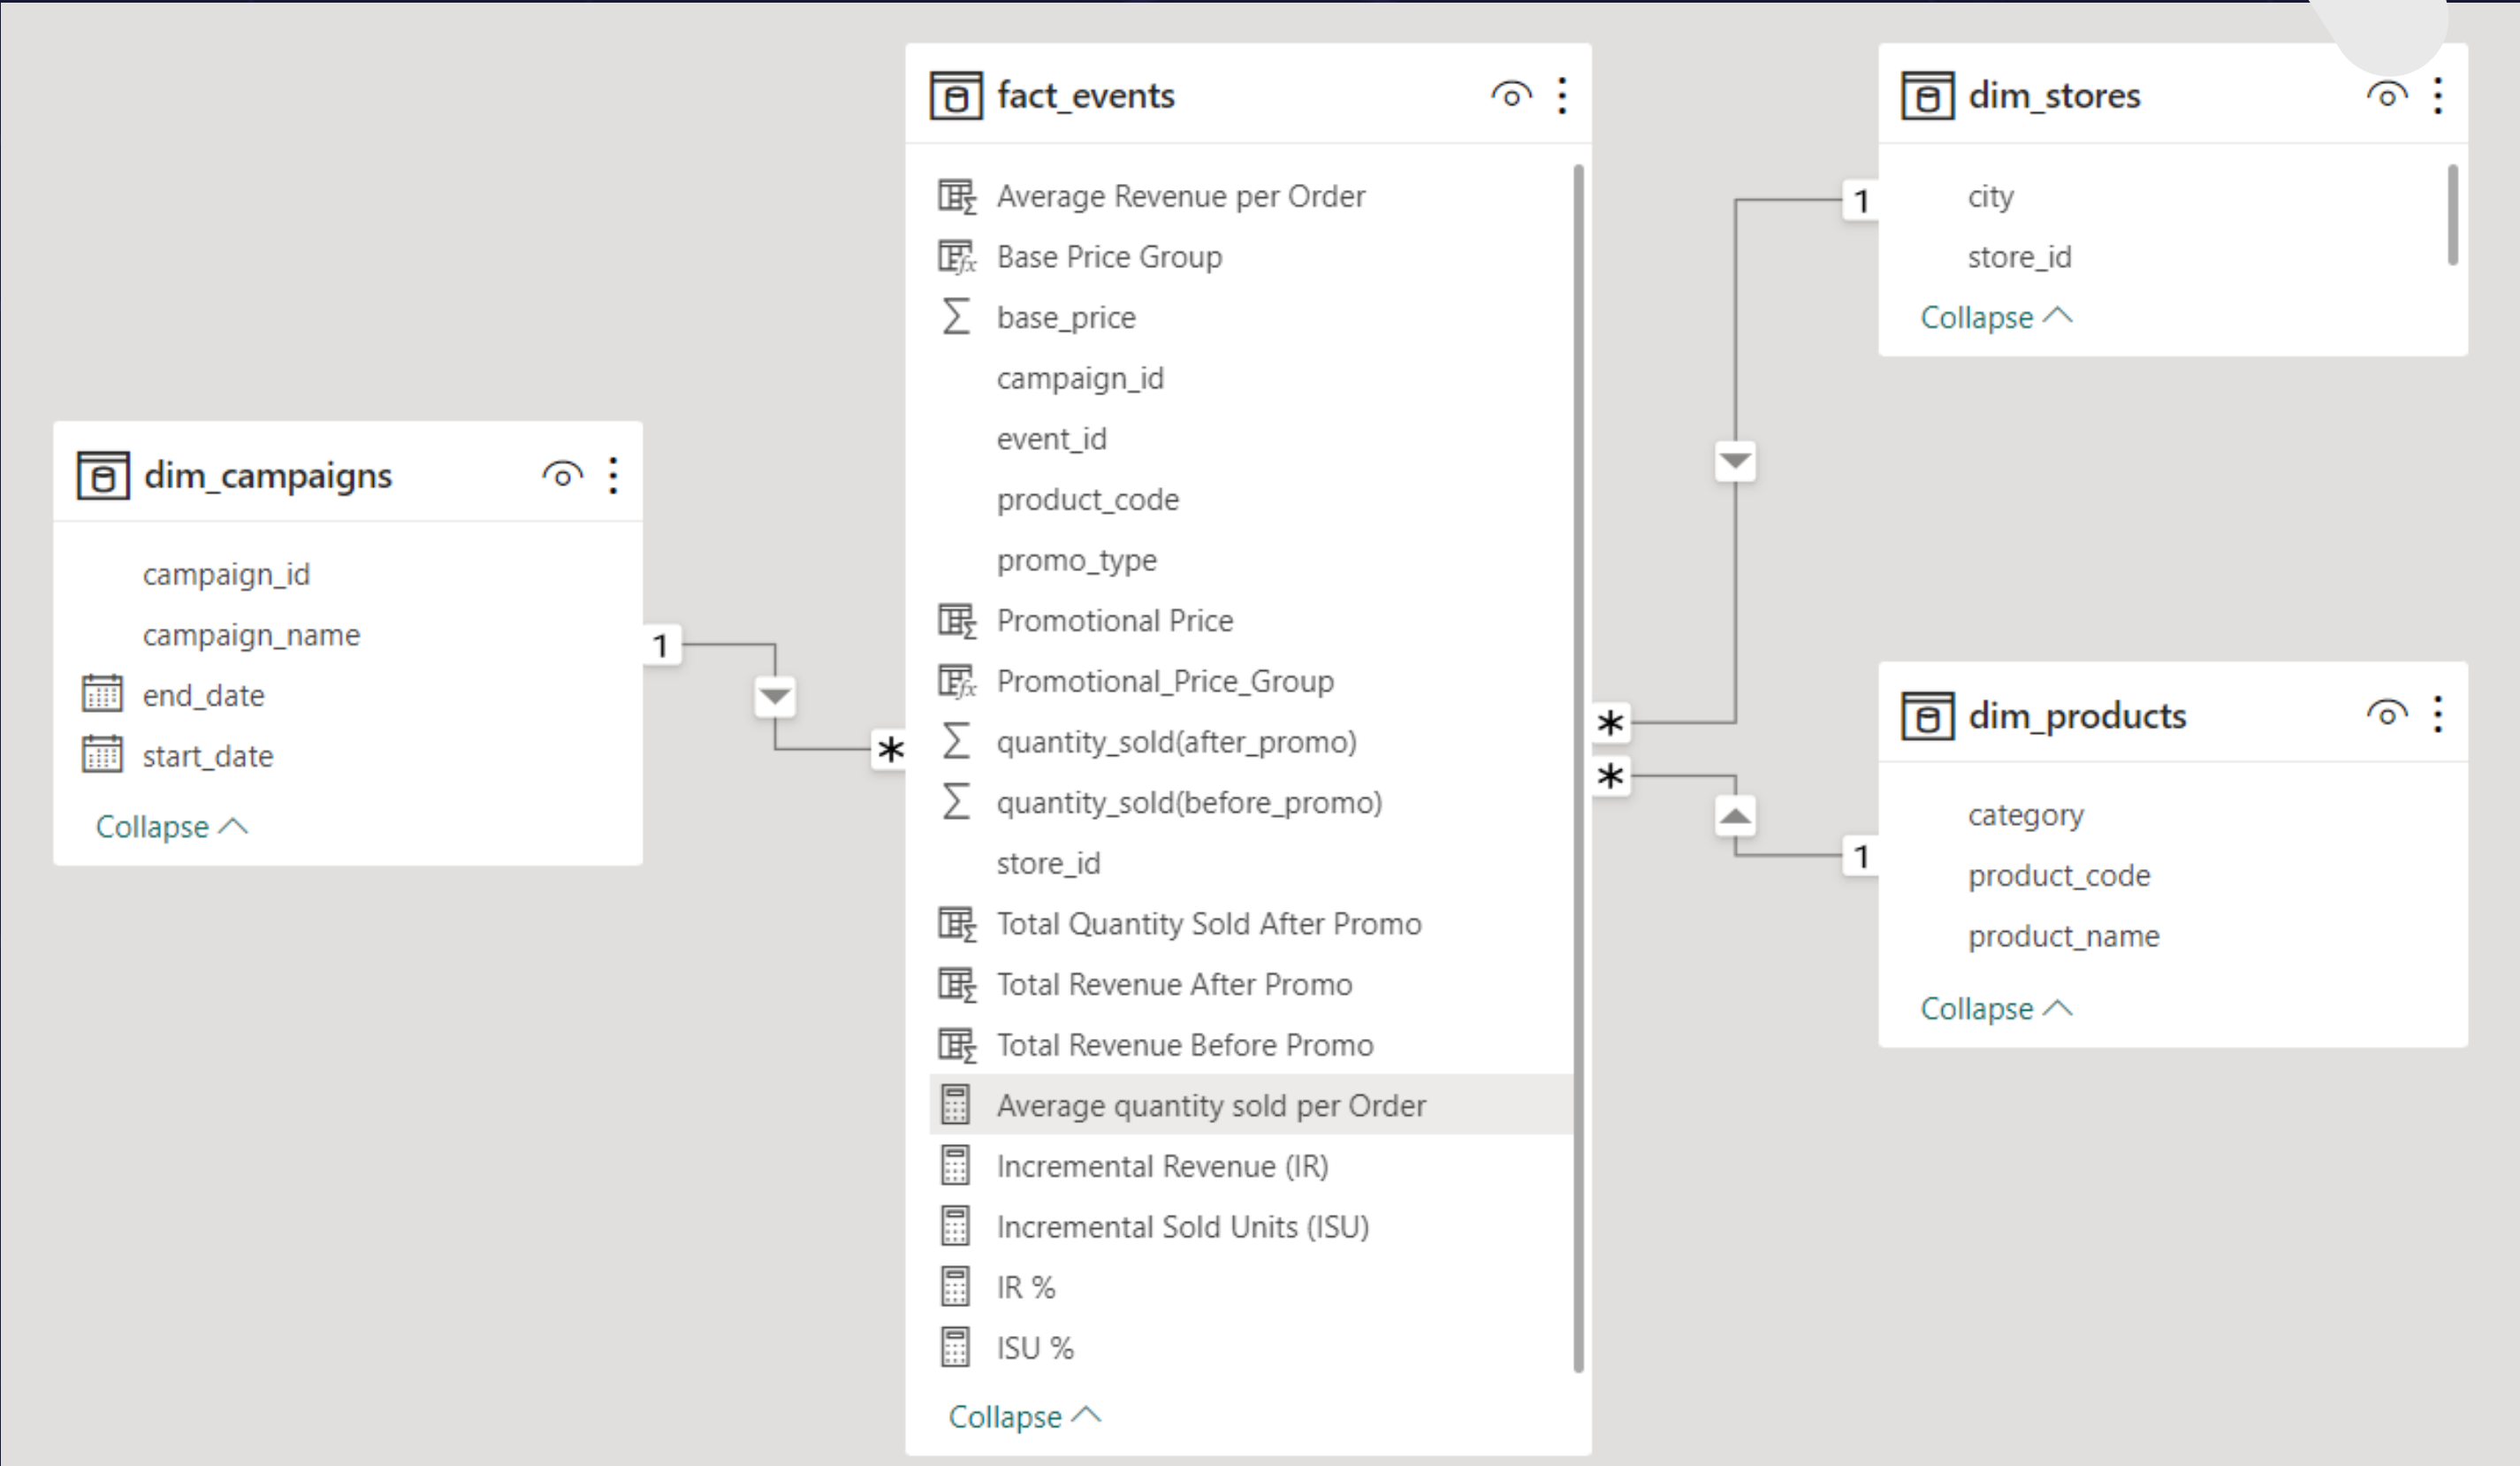 dim_campaigns
campaign_id
campaign_name
end_date
start_date
Collapse
1
*
fact_events
Average Revenue per Order
Base Price Group
base_price
campaign_id
event_id
product_code
promo_type
Promotional Price
Promotional_Price_Group
quantity_sold(after_promo)
quantity_sold(before_promo)
store_id
Total Quantity Sold After Promo
Total Revenue After Promo
Total Revenue Before Promo
Average quantity sold per Order
Incremental Revenue (IR)
Incremental Sold Units (ISU)
IR %
ISU %
Collapse
*
*
1
dim_stores
city
store_id
Collapse
1
dim_products
category
product_code
product_name
Collapse